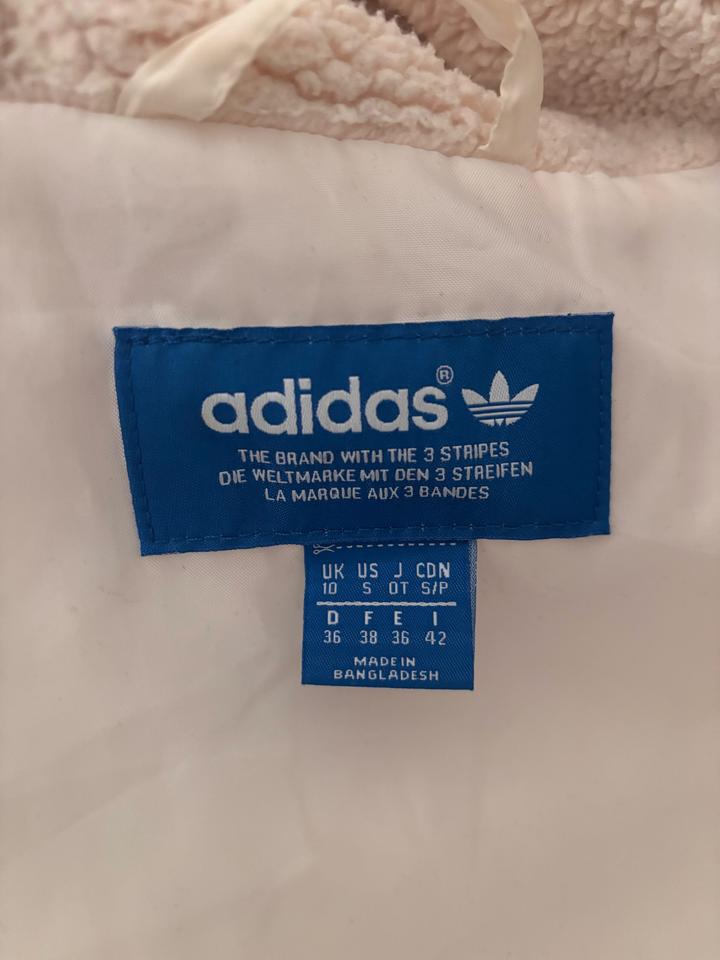 adidas®
THE BRAND WITH THE 3 STRIPES
DIE WELTMARKE MIT DEN 3 STREIFEN
LA MARQUE AUX 3 BANDES
UK US J CDN
10 S OT S/P
D F E I
36 38 36 42
MADE IN
BANGLADESH